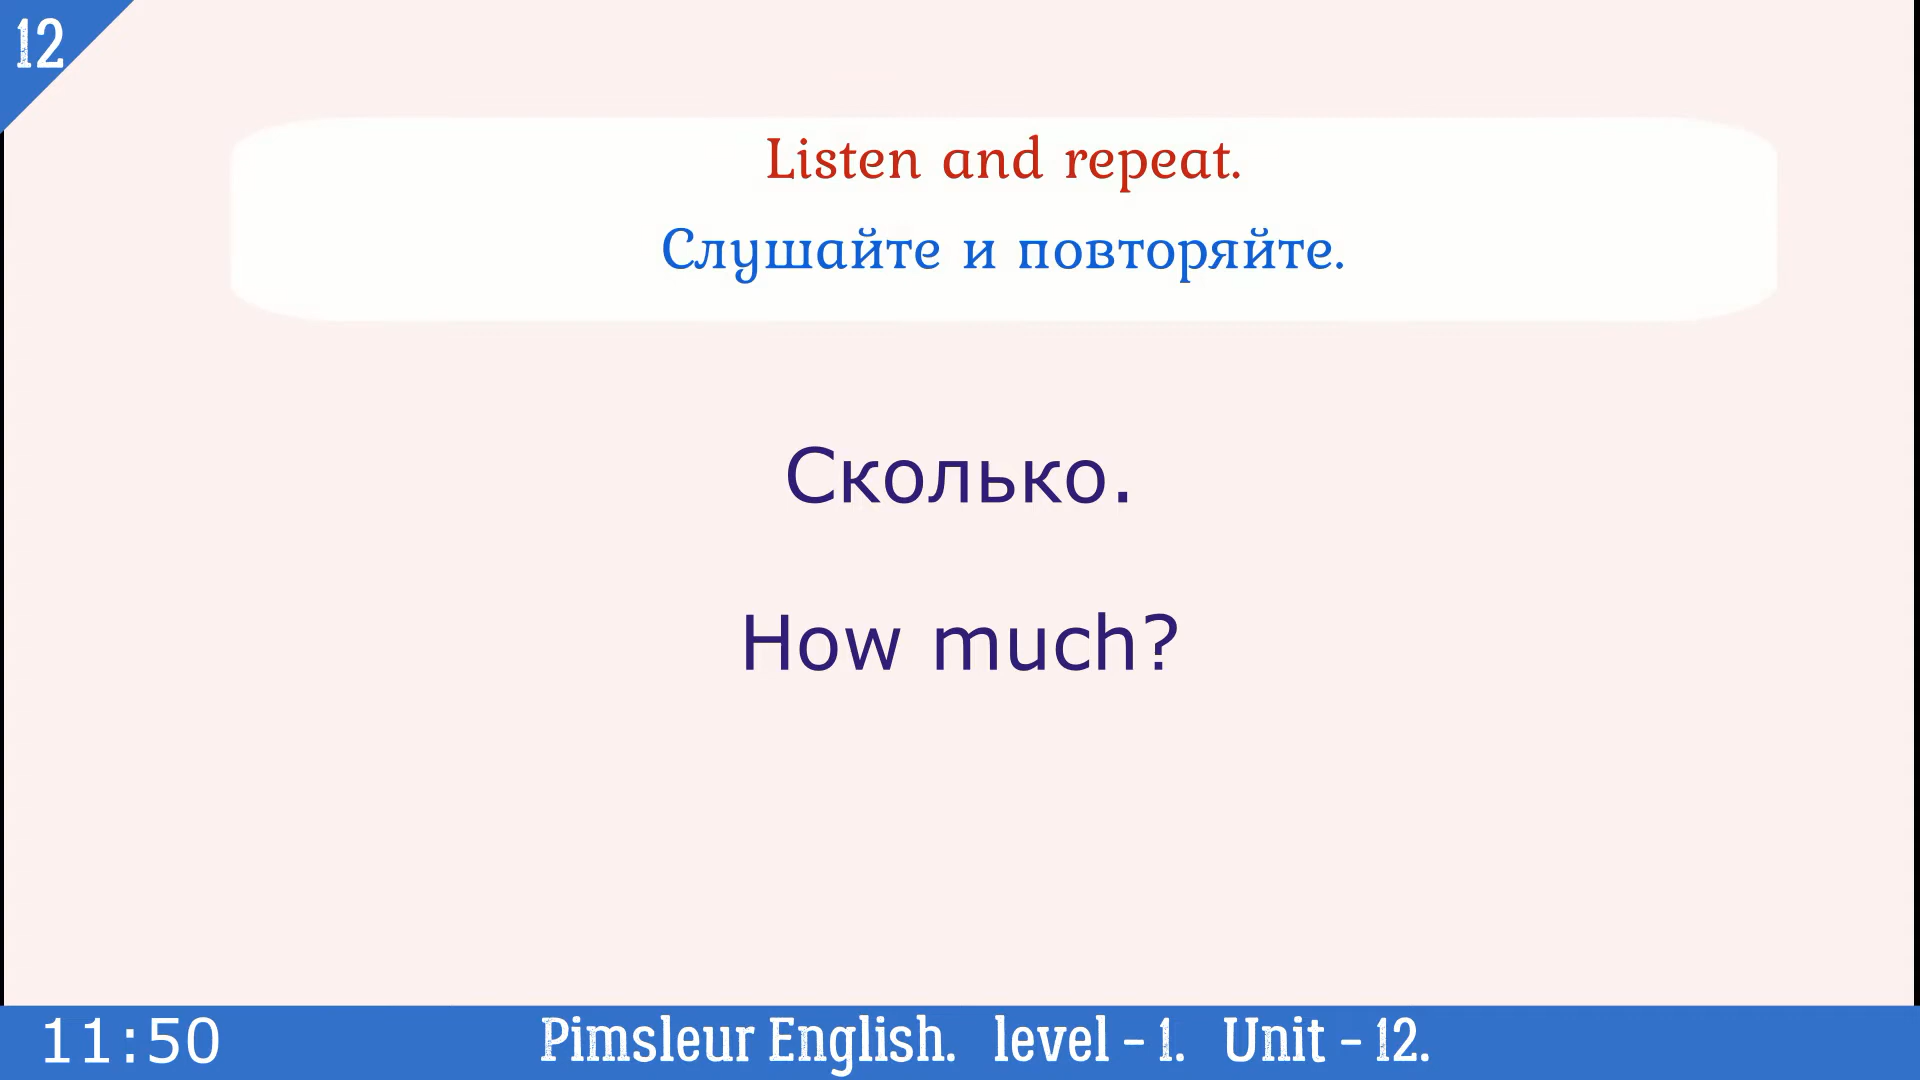 12
Listen and repeat.
Слушайте и повторяйте.
Сколько.
How much?
11:50
Pimsleur English. level - 1. Unit - 12.